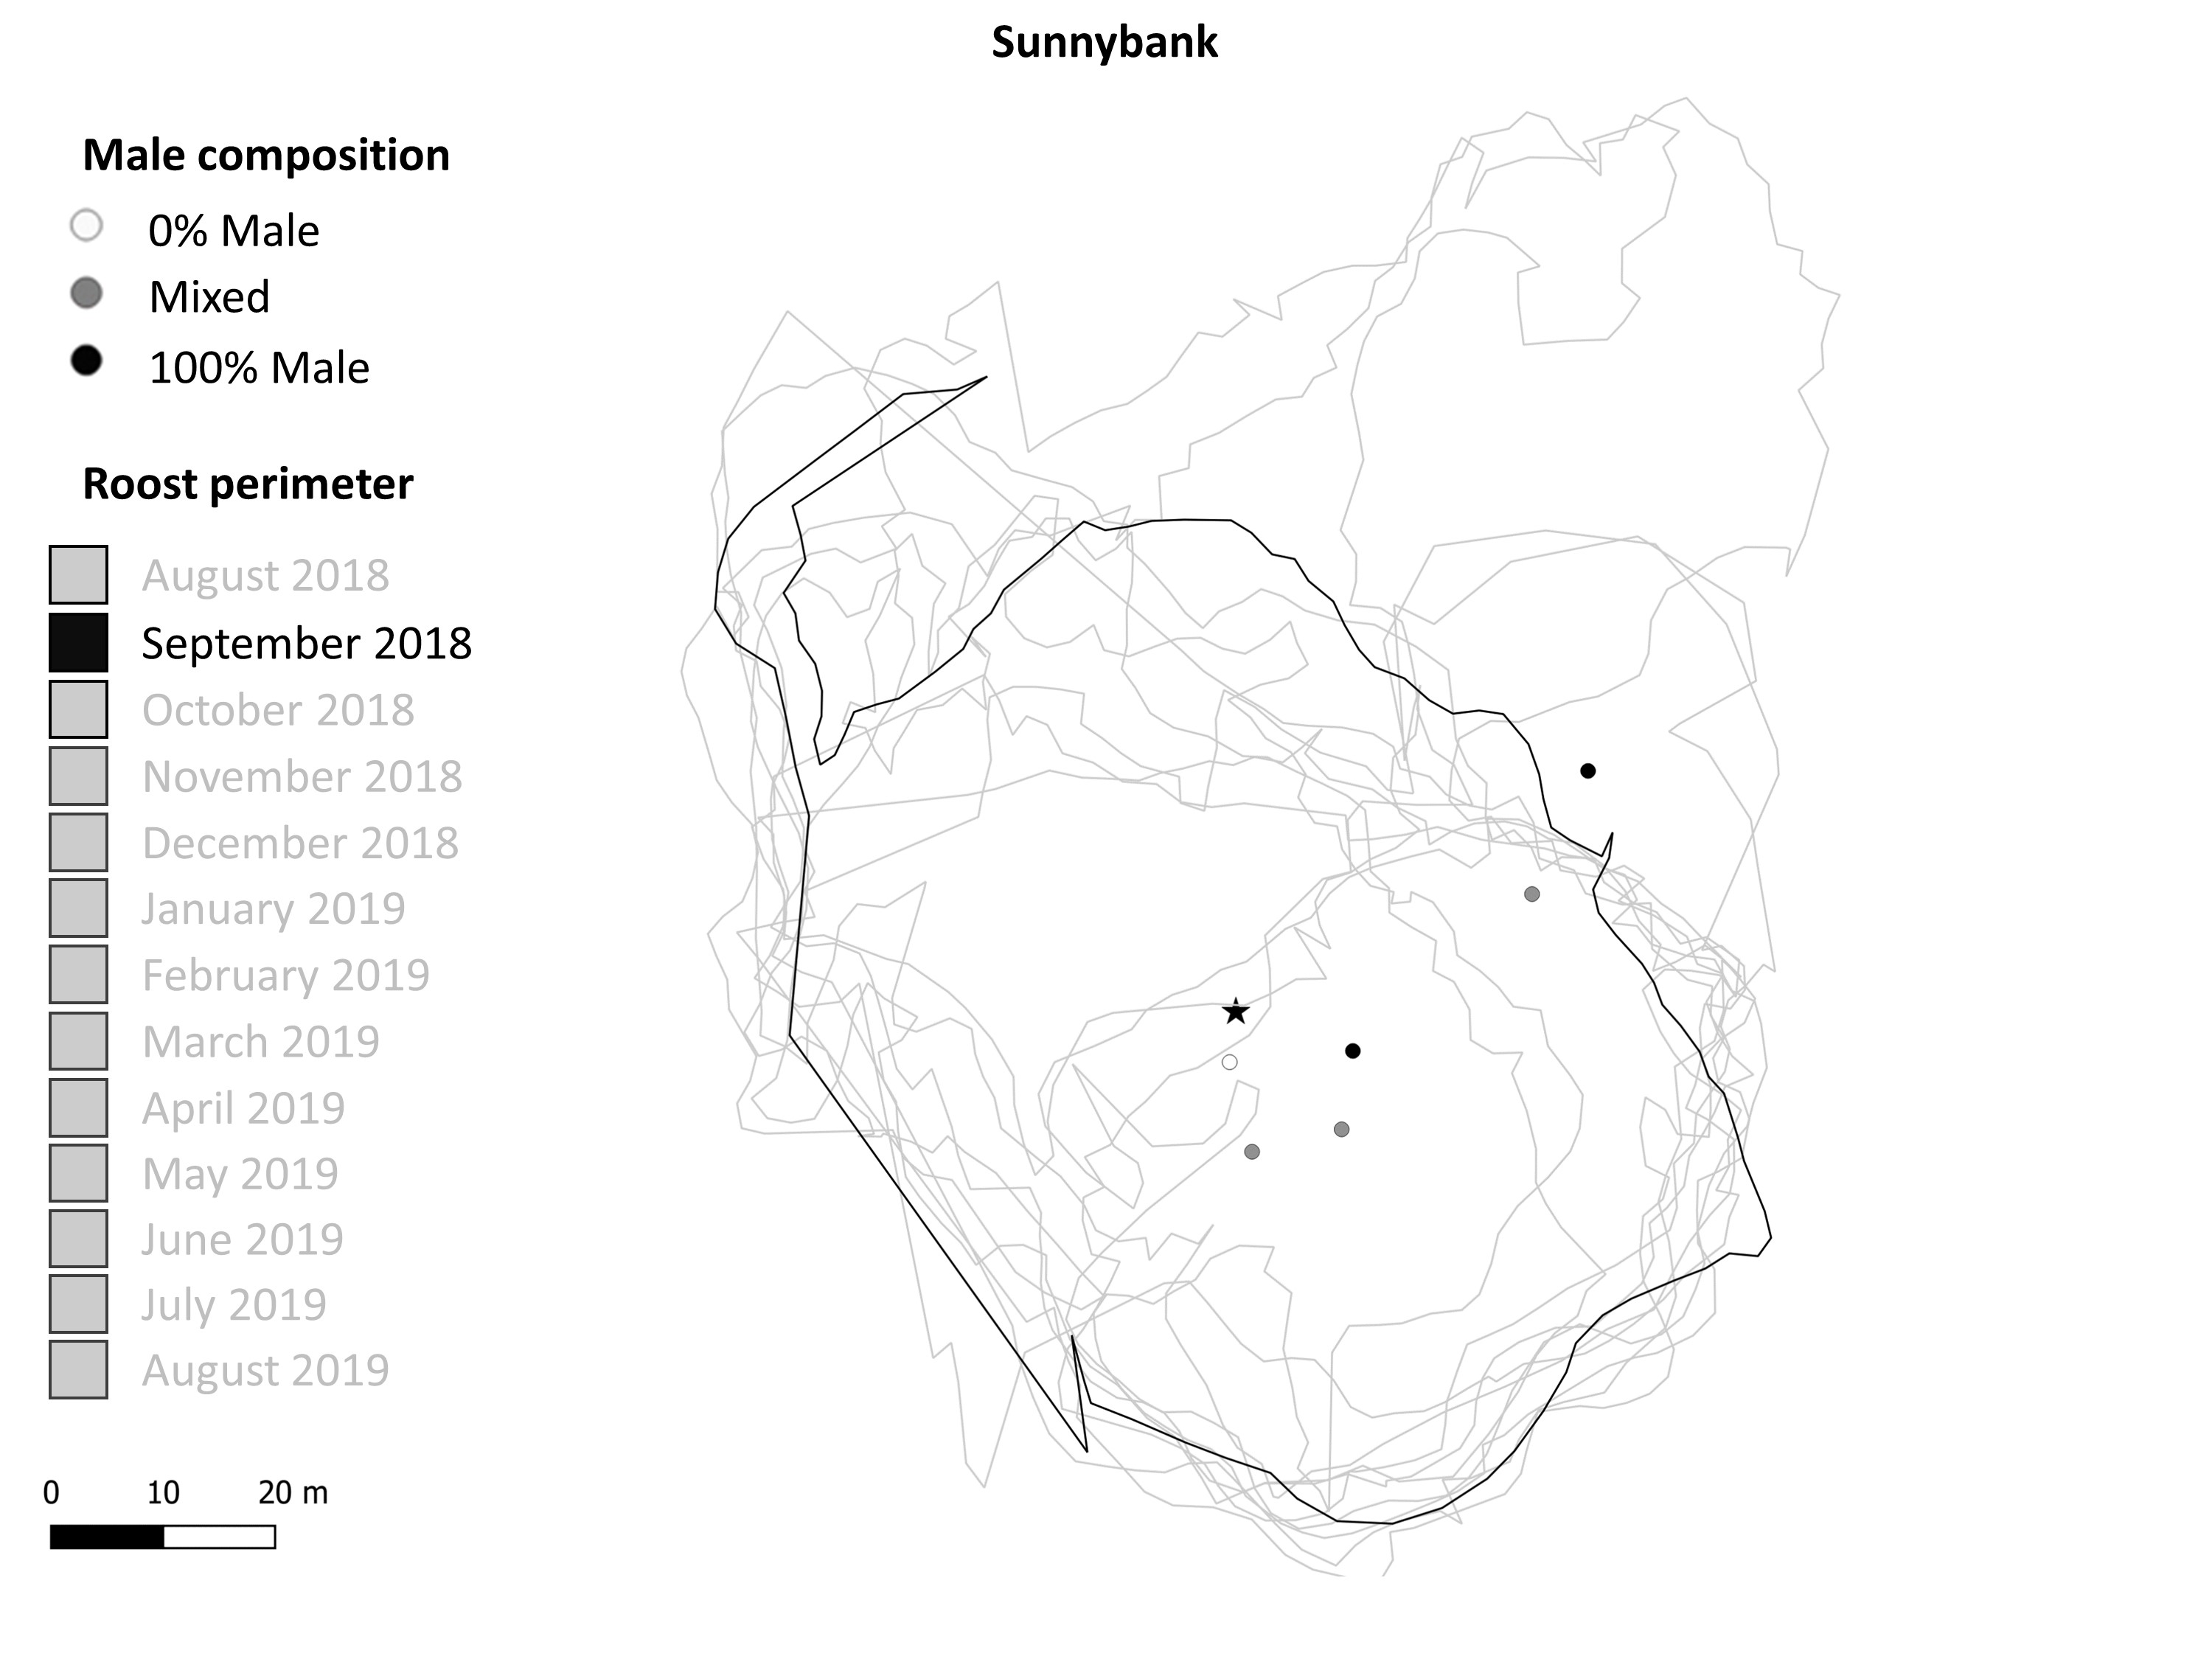 Sunnybank
Male composition
0% Male
Mixed
100% Male
Roost perimeter
August 2018
September 2018
October 2018
November 2018
December 2018
January 2019
February 2019
March 2019
April 2019
May 2019
June 2019
July 2019
August 2019
0 10 20 m